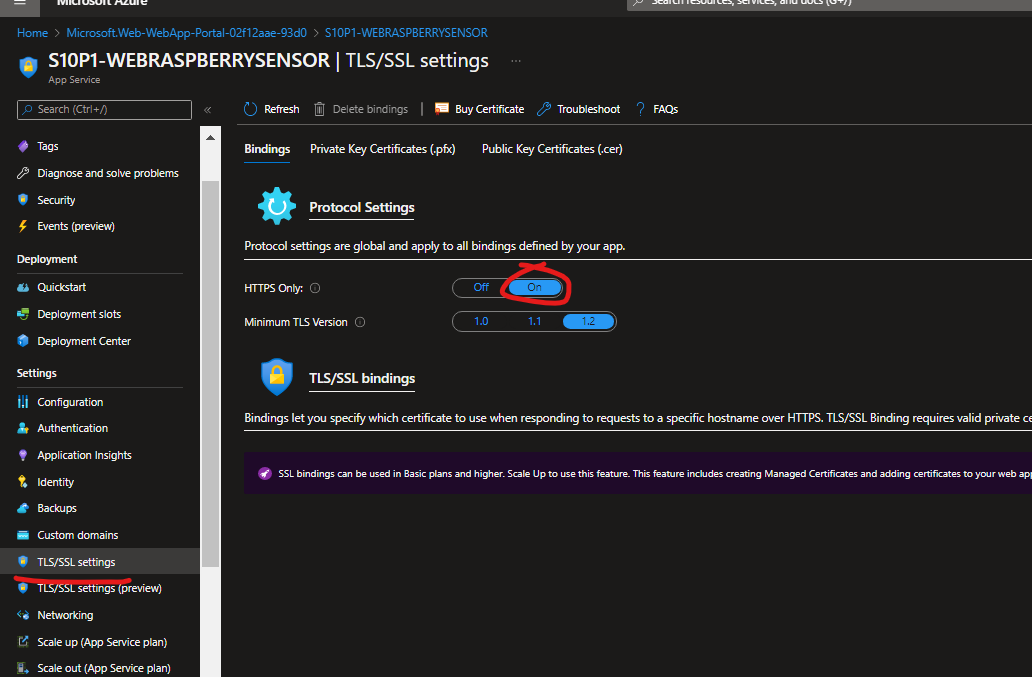 Microsoft Azure
Search resources, services, and docs (G+/)
Home > Microsoft.Web-WebApp-Portal-02f12aae-93d0 > S10P1-WEBRASPBERRYSENSOR
S10P1-WEBRASPBERRYSENSOR | TLS/SSL settings ...
App Service
Search (Ctrl+/)
«
Refresh
Delete bindings
Buy Certificate
Troubleshoot
? FAQs
Tags
Diagnose and solve problems
Security
Events (preview)
Deployment
Quickstart
Deployment slots
Deployment Center
Settings
Configuration
Authentication
Application Insights
Identity
Backups
Custom domains
TLS/SSL settings
TLS/SSL settings (preview)
Networking
Scale up (App Service plan)
Scale out (App Service plan)
Bindings
Private Key Certificates (.pfx)
Public Key Certificates (.cer)
Protocol Settings
Protocol settings are global and apply to all bindings defined by your app.
HTTPS Only:
Off
On
Minimum TLS Version
1.0
1.1
1.2
TLS/SSL bindings
Bindings let you specify which certificate to use when responding to requests to a specific hostname over HTTPS. TLS/SSL Binding requires valid private ce
SSL bindings can be used in Basic plans and higher. Scale Up to use this feature. This feature includes creating Managed Certificates and adding certificates to your web app